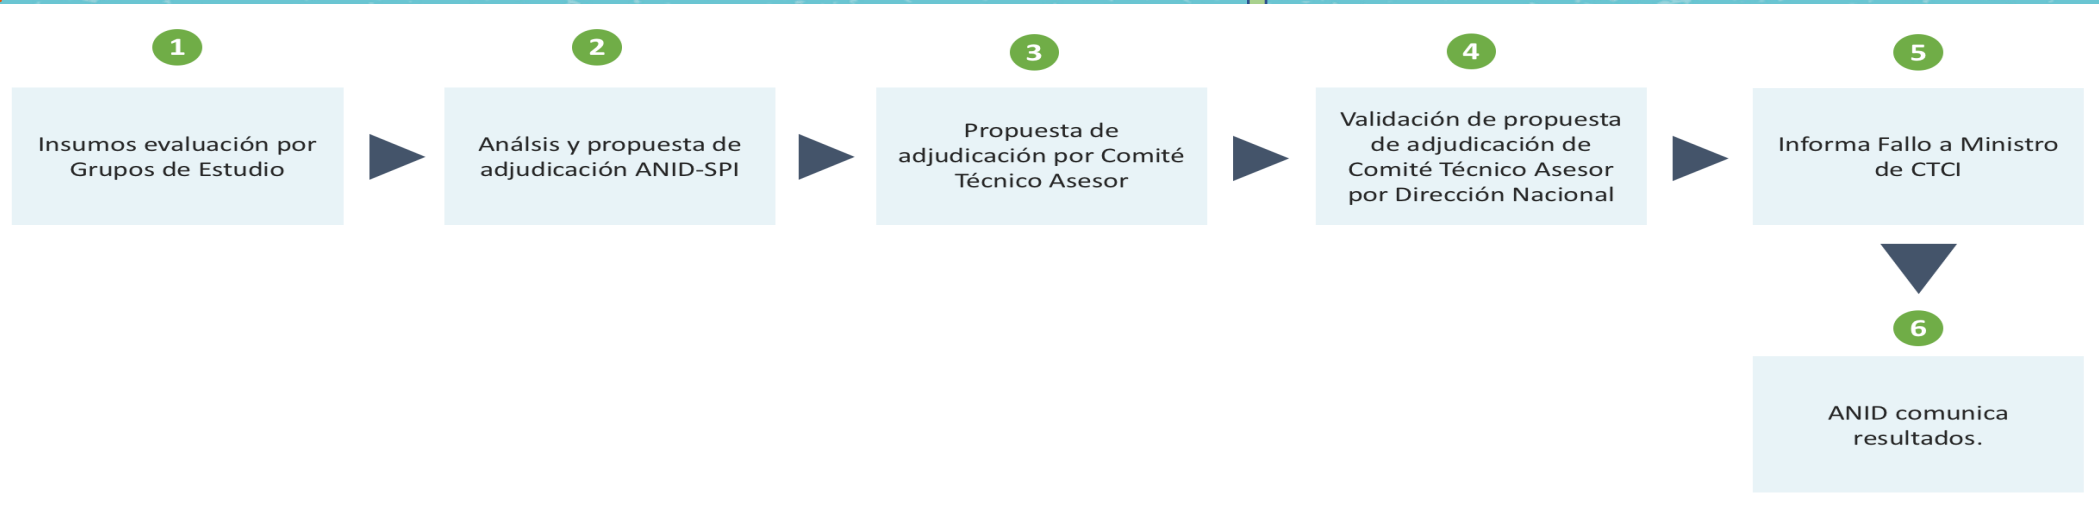 1
Insumos evaluación por
Grupos de Estudio
2
Análsis y propuesta de
adjudicación ANID-SPI
3
Propuesta de
adjudicación por Comité
Técnico Asesor
4
Validación de propuesta
de adjudicación de
Comité Técnico Asesor
por Dirección Nacional
5
Informa Fallo a Ministro
de CTCI
6
ANID comunica
resultados.